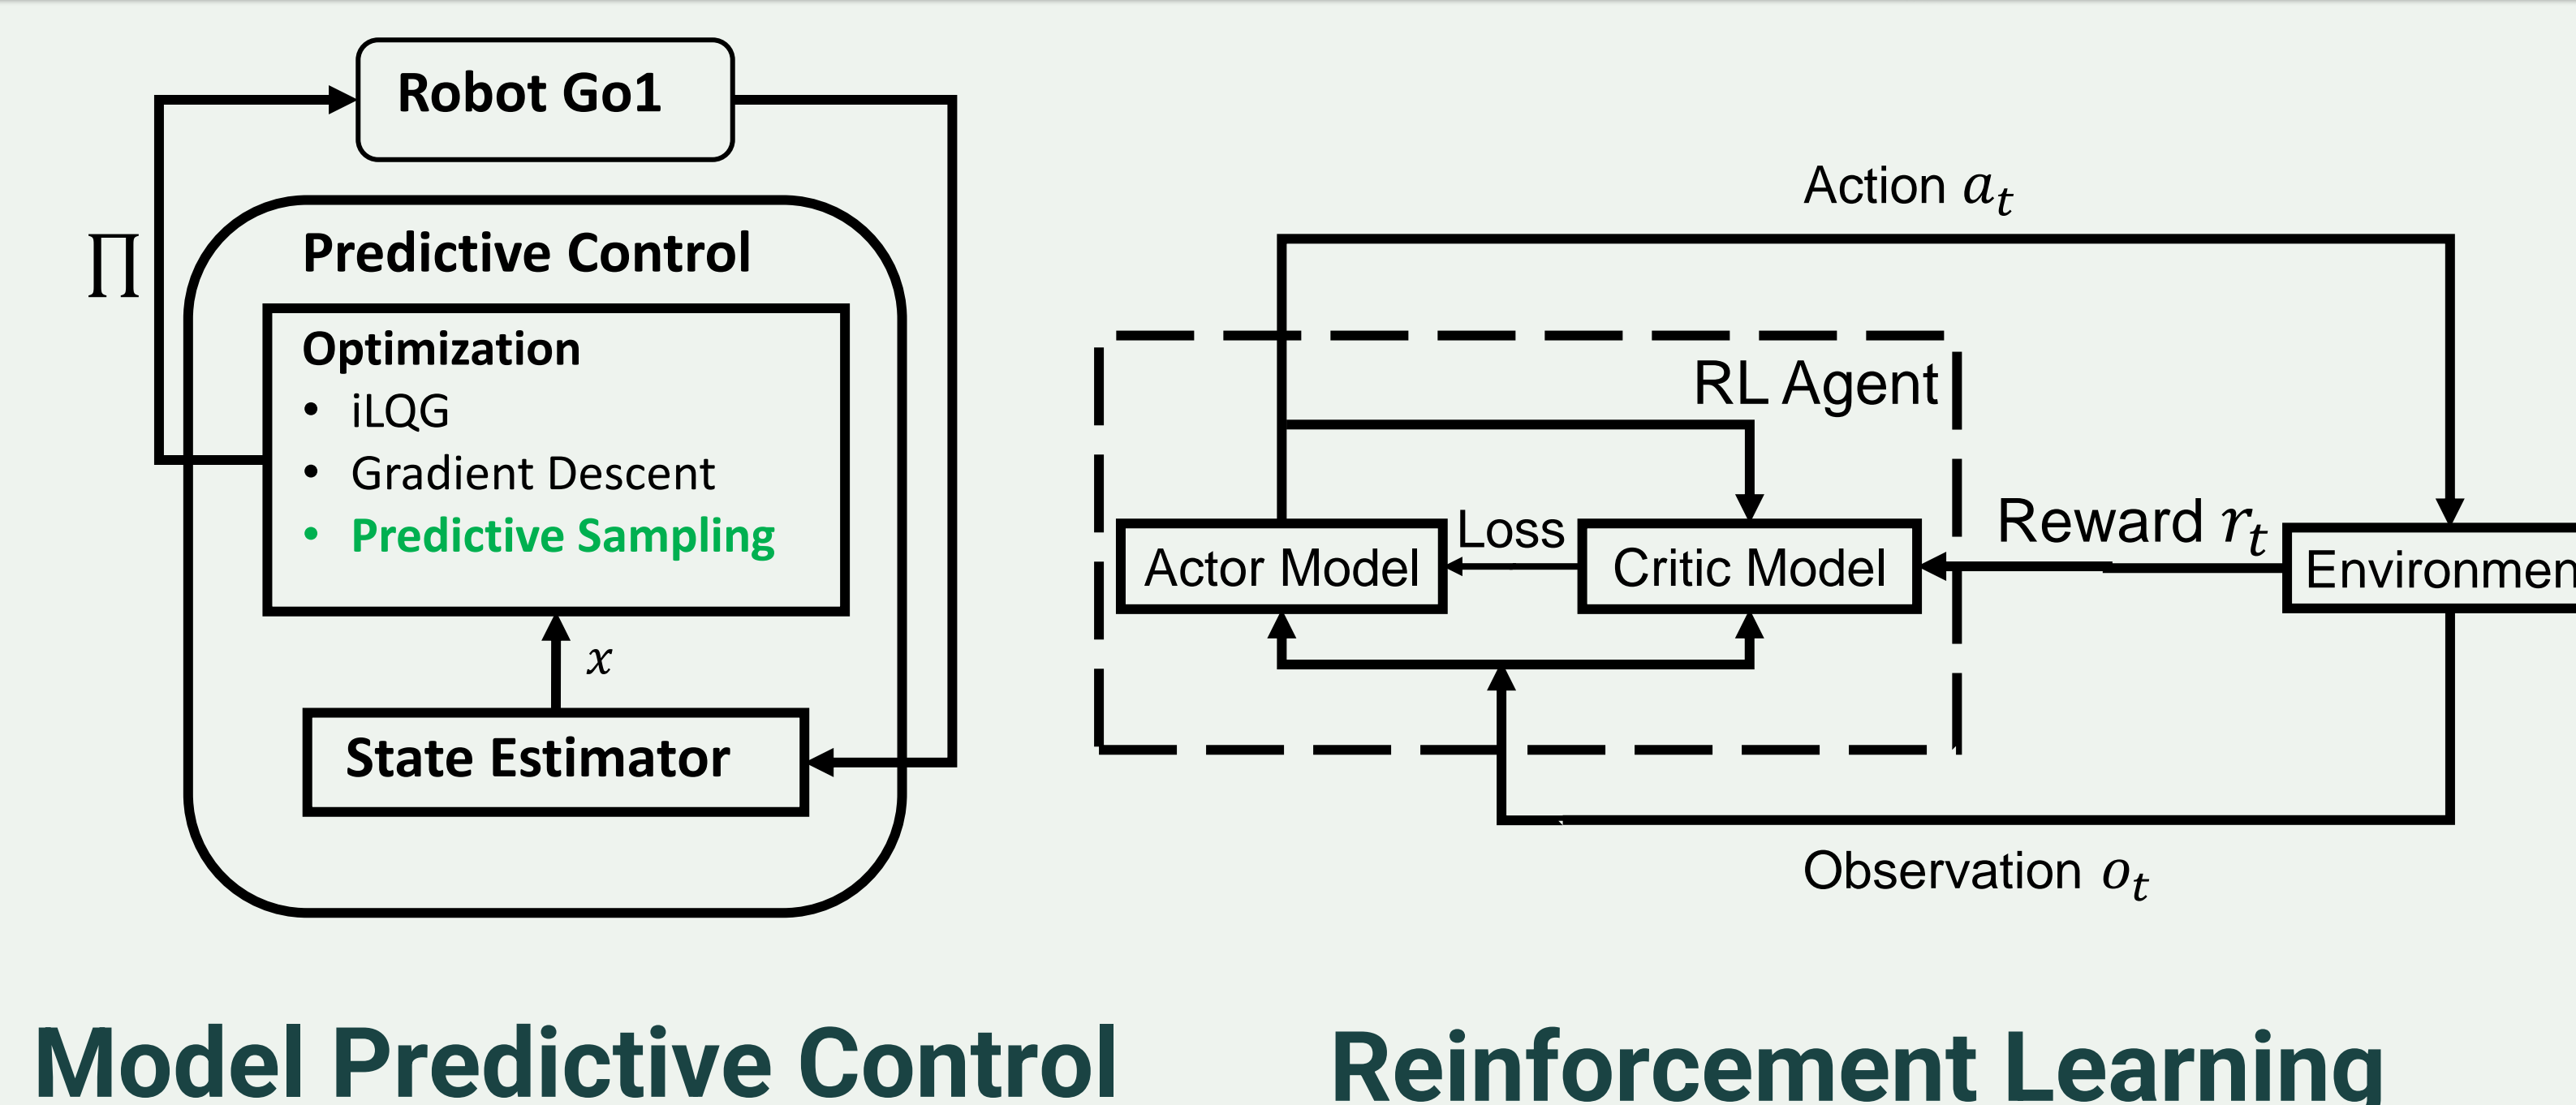 Robot Go1
∏
Predictive Control
Optimization
• iLQG
• Gradient Descent
• Predictive Sampling
x
State Estimator
Model Predictive Control
Action a_t
RL Agent
Actor Model
Loss
Critic Model
Reward r_t
Environmen
Observation o_t
Reinforcement Learning